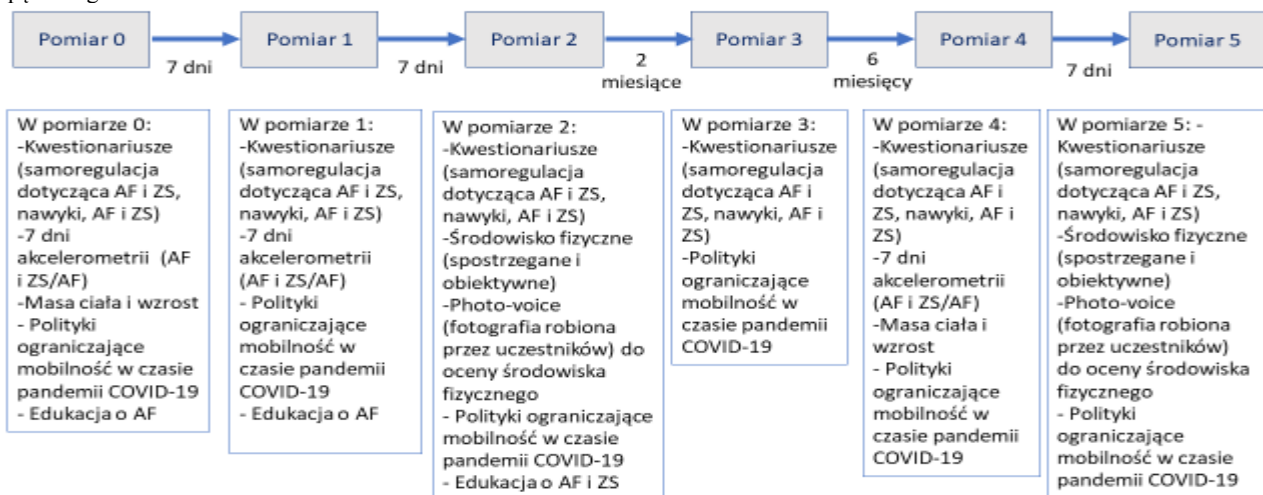 Pomiar 0
Pomiar 1
Pomiar 2
Pomiar 3
Pomiar 4
Pomiar 5
7 dni
7 dni
2
miesiące
6
miesięcy
7 dni
W pomiarze 0:
-Kwestionariusze
(samoregulacja
dotycząca AF i ZS,
nawyki, AF i ZS)
-7 dni
akcelerometrii (AF
i ZS/AF)
-Masa ciała i wzrost
- Polityki
ograniczające
mobilność w czasie
pandemii COVID-19
- Edukacja o AF
W pomiarze 1:
-Kwestionariusze
(samoregulacja
dotycząca AF i ZS,
nawyki, AF i ZS)
-7 dni
akcelerometrii
(AF i ZS/AF)
- Polityki
ograniczające
mobilność w
czasie pandemii
COVID-19
- Edukacja o AF
W pomiarze 2:
-Kwestionariusze
(samoregulacja
dotycząca AF i ZS,
nawyki, AF i ZS)
-Środowisko fizyczne
(spostrzegane i
obiektywne)
-Photo-voice
(fotografia robiona
przez uczestników) do
oceny środowiska
fizycznego
- Polityki ograniczające
mobilność w czasie
pandemii COVID-19
- Edukacja o AF i ZS
W pomiarze 3:
-Kwestionariusze
(samoregulacja
dotycząca AF i
ZS, nawyki, AF i
ZS)
-Polityki
ograniczające
mobilność w
czasie pandemii
COVID-19
W pomiarze 4:
-Kwestionariusze
(samoregulacja
dotycząca AF i
ZS, nawyki, AF i
ZS)
-7 dni
akcelerometrii
(AF i ZS/AF)
-Masa ciała i
wzrost
- Polityki
ograniczające
mobilność w
czasie pandemii
COVID-19
W pomiarze 5: -
Kwestionariusze
(samoregulacja
dotycząca AF i ZS,
nawyki, AF i ZS)
-Środowisko fizyczne
(spostrzegane i
obiektywne)
-Photo-voice
(fotografia robiona
przez uczestników)
do oceny środowiska
fizycznego
- Polityki
ograniczające
mobilność w czasie
pandemii COVID-19